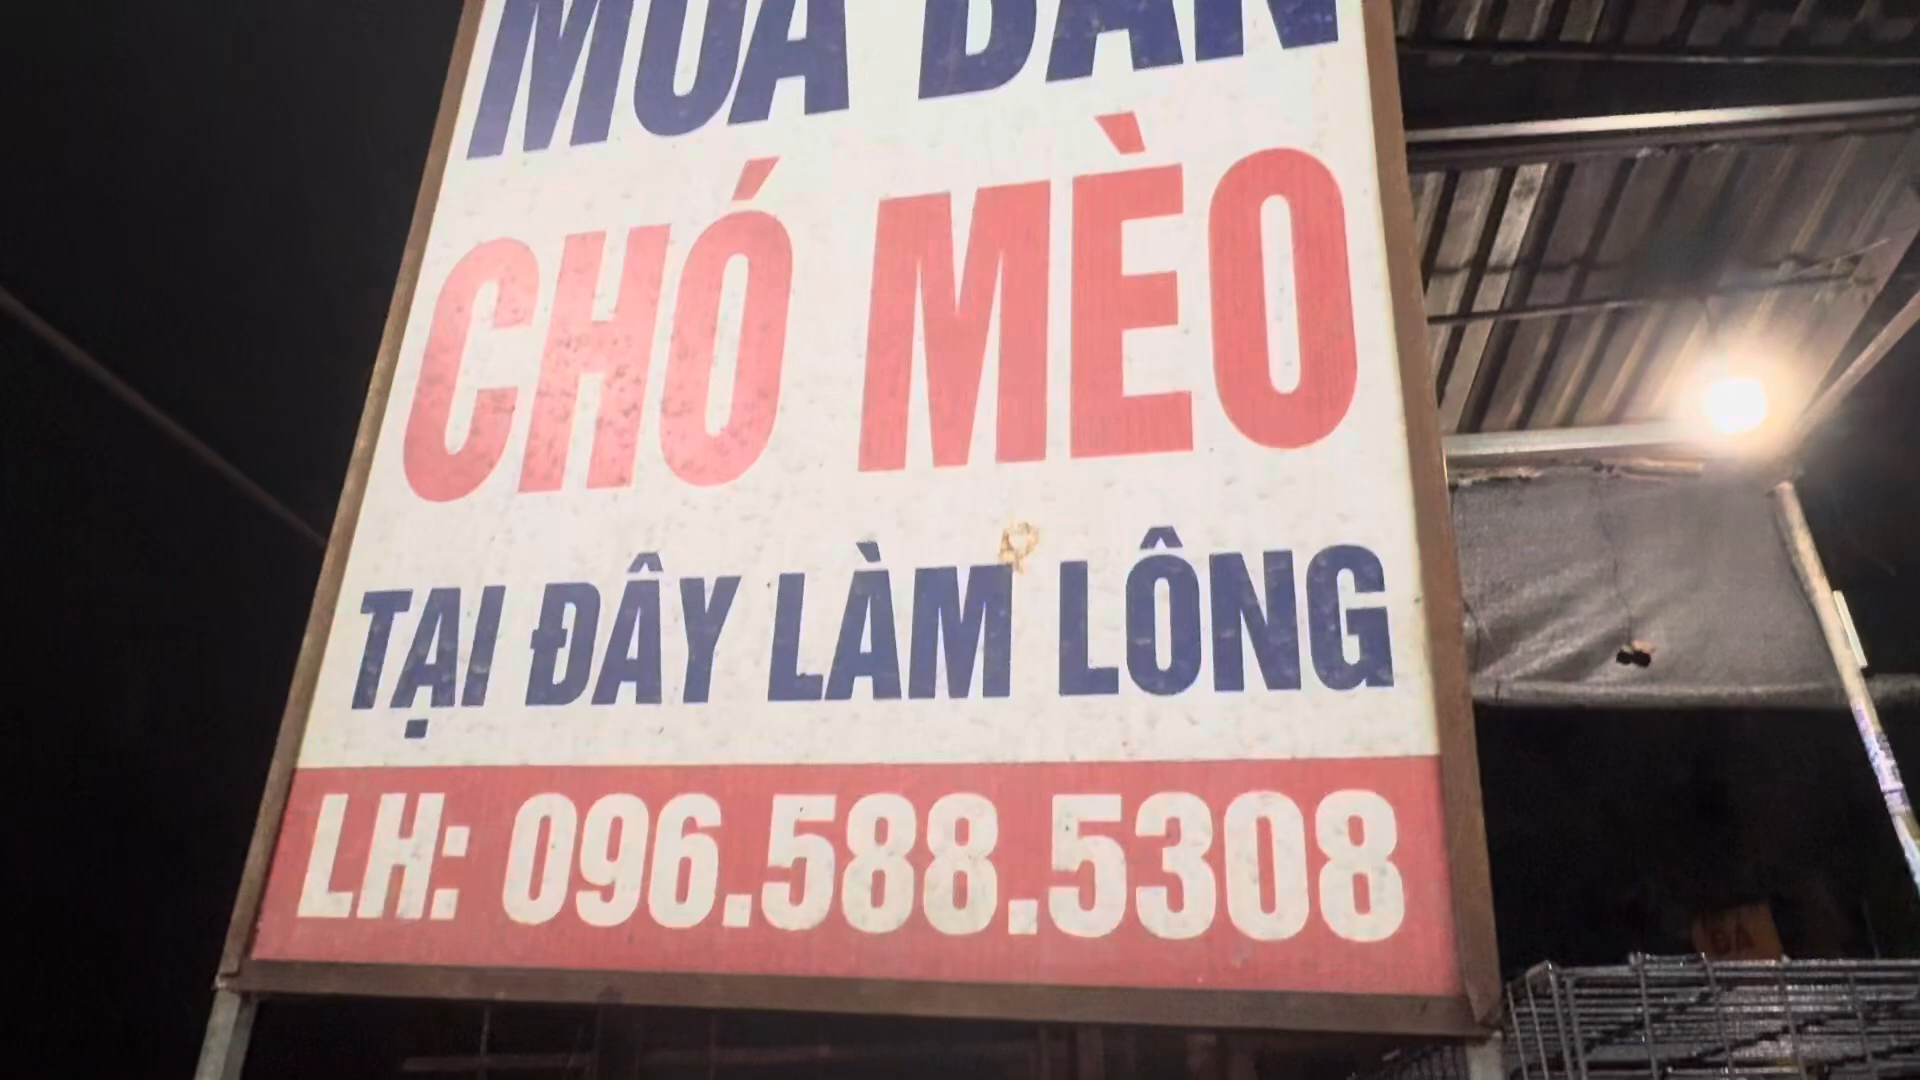 MUA BÁN
CHÓ MÈO
TẠI ĐÂY LÀM LÔNG
LH: 096.588.5308